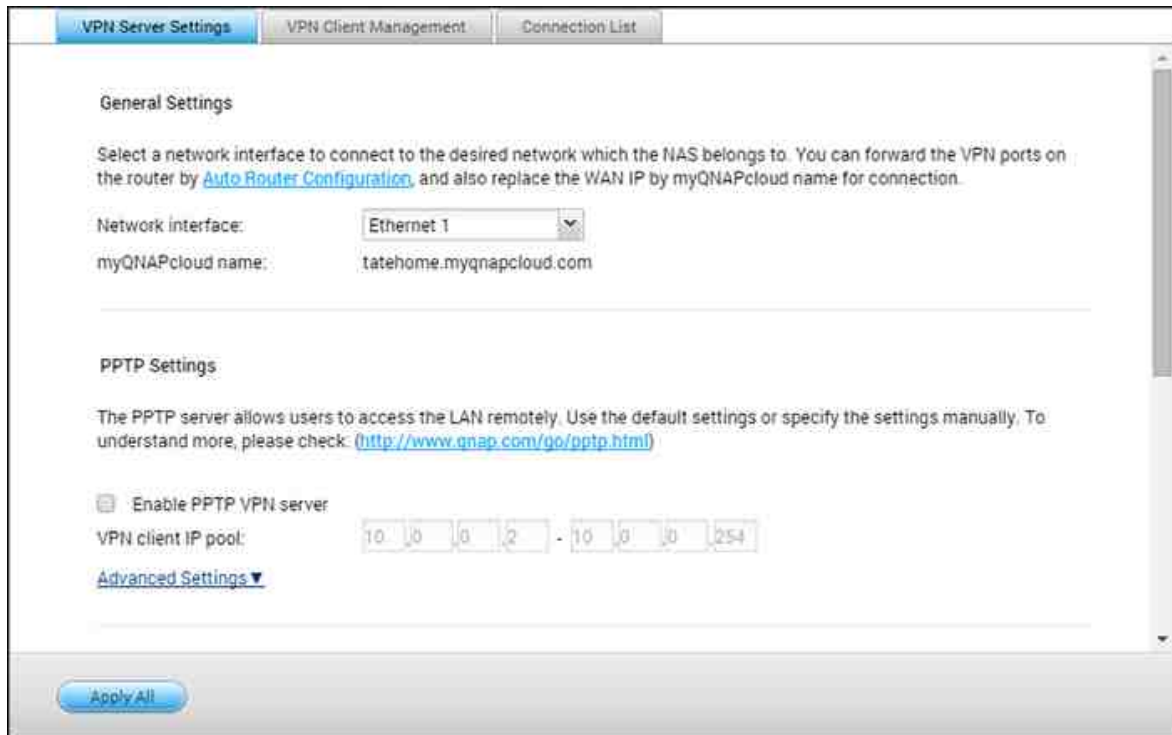 VPN Server Settings VPN Client Management Connection List
General Settings
Select a network interface to connect to the desired network which the NAS belongs to. You can forward the VPN ports on
the router by Auto Router Configuration, and also replace the WAN IP by myQNAPcloud name for connection.
Network interface: Ethernet 1
myQNAPcloud name: tatehome.myqnapcloud.com
PPTP Settings
The PPTP server allows users to access the LAN remotely. Use the default settings or specify the settings manually. To
understand more, please check: (http://www.qnap.com/go/pptp.html)
Enable PPTP VPN server
VPN client IP pool: 10 .0 .0 .2 - 10 .0 .0 .254
Advanced Settings▼
Apply All